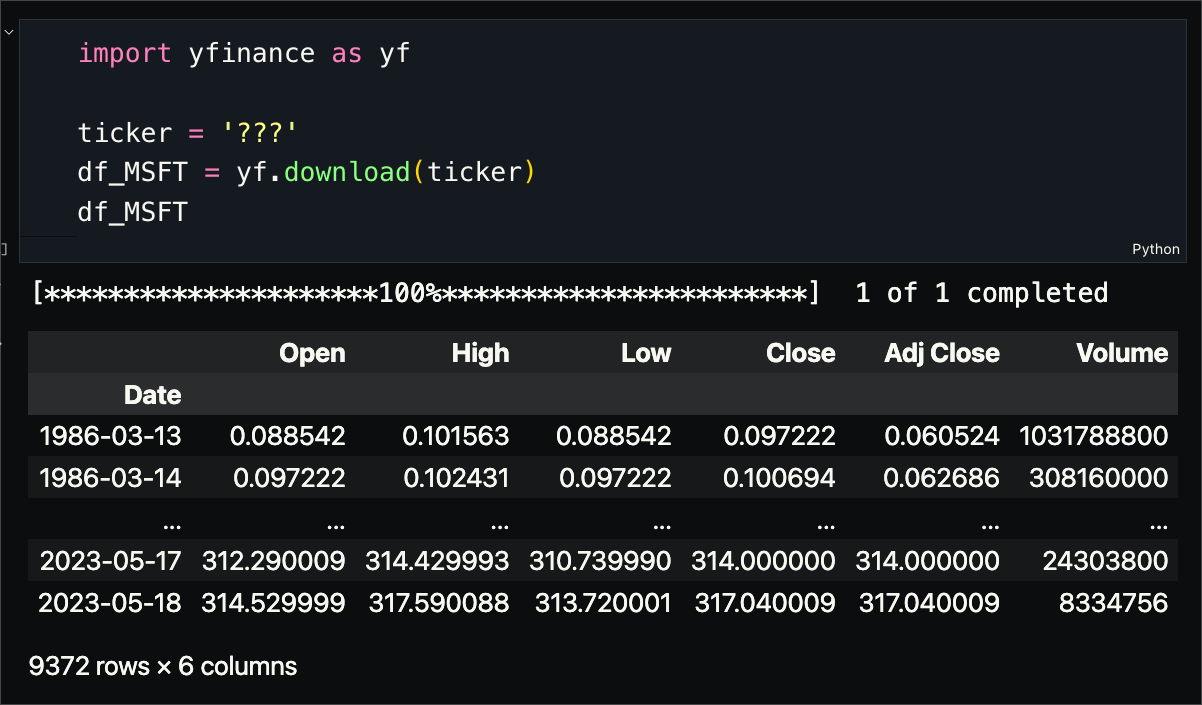 import yfinance as yf
ticker = '???'
df_MSFT = yf.download(ticker)
df_MSFT
Python
[*********************100%***********************]  1 of 1 completed
Open High Low Close Adj Close Volume
Date
1986-03-13 0.088542 0.101563 0.088542 0.097222 0.060524 1031788800
1986-03-14 0.097222 0.102431 0.097222 0.100694 0.062686 308160000
... ... ... ... ... ... ...
2023-05-17 312.290009 314.429993 310.739990 314.000000 314.000000 24303800
2023-05-18 314.529999 317.590088 313.720001 317.040009 317.040009 8334756
9372 rows × 6 columns